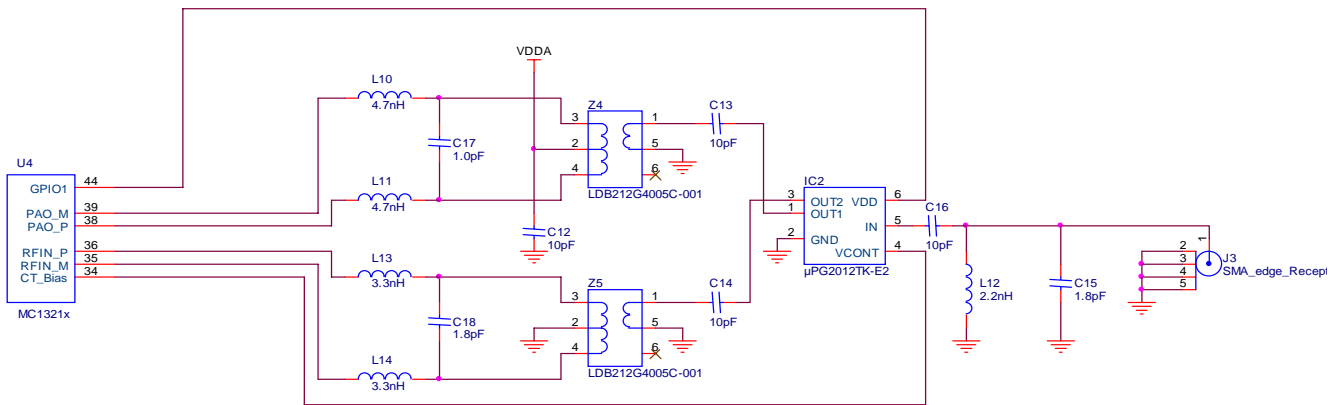 VDDA
L10
4.7nH
C17
1.0pF
Z4
3
2
4
1
5
6
LDB212G4005C-001
C13
10pF
U4
GPIO1
44
PAO_M
39
PAO_P
38
RFIN_P
36
RFIN_M
35
CT_Bias
34
MC1321x
L11
4.7nH
C12
10pF
IC2
3
1
2
OUT2
OUT1
GND
VDD
IN
VCONT
6
5
4
µPG2012TK-E2
C16
10pF
L13
3.3nH
C18
1.8pF
L14
3.3nH
Z5
3
2
4
1
5
6
LDB212G4005C-001
C14
10pF
L12
2.2nH
C15
1.8pF
1
2
3
4
5
J3
SMA_edge_Recept